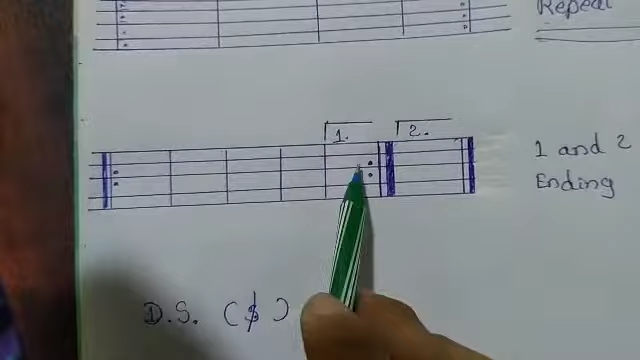 Repeat
1. 2.
1 and 2
Ending
D.S. ($)